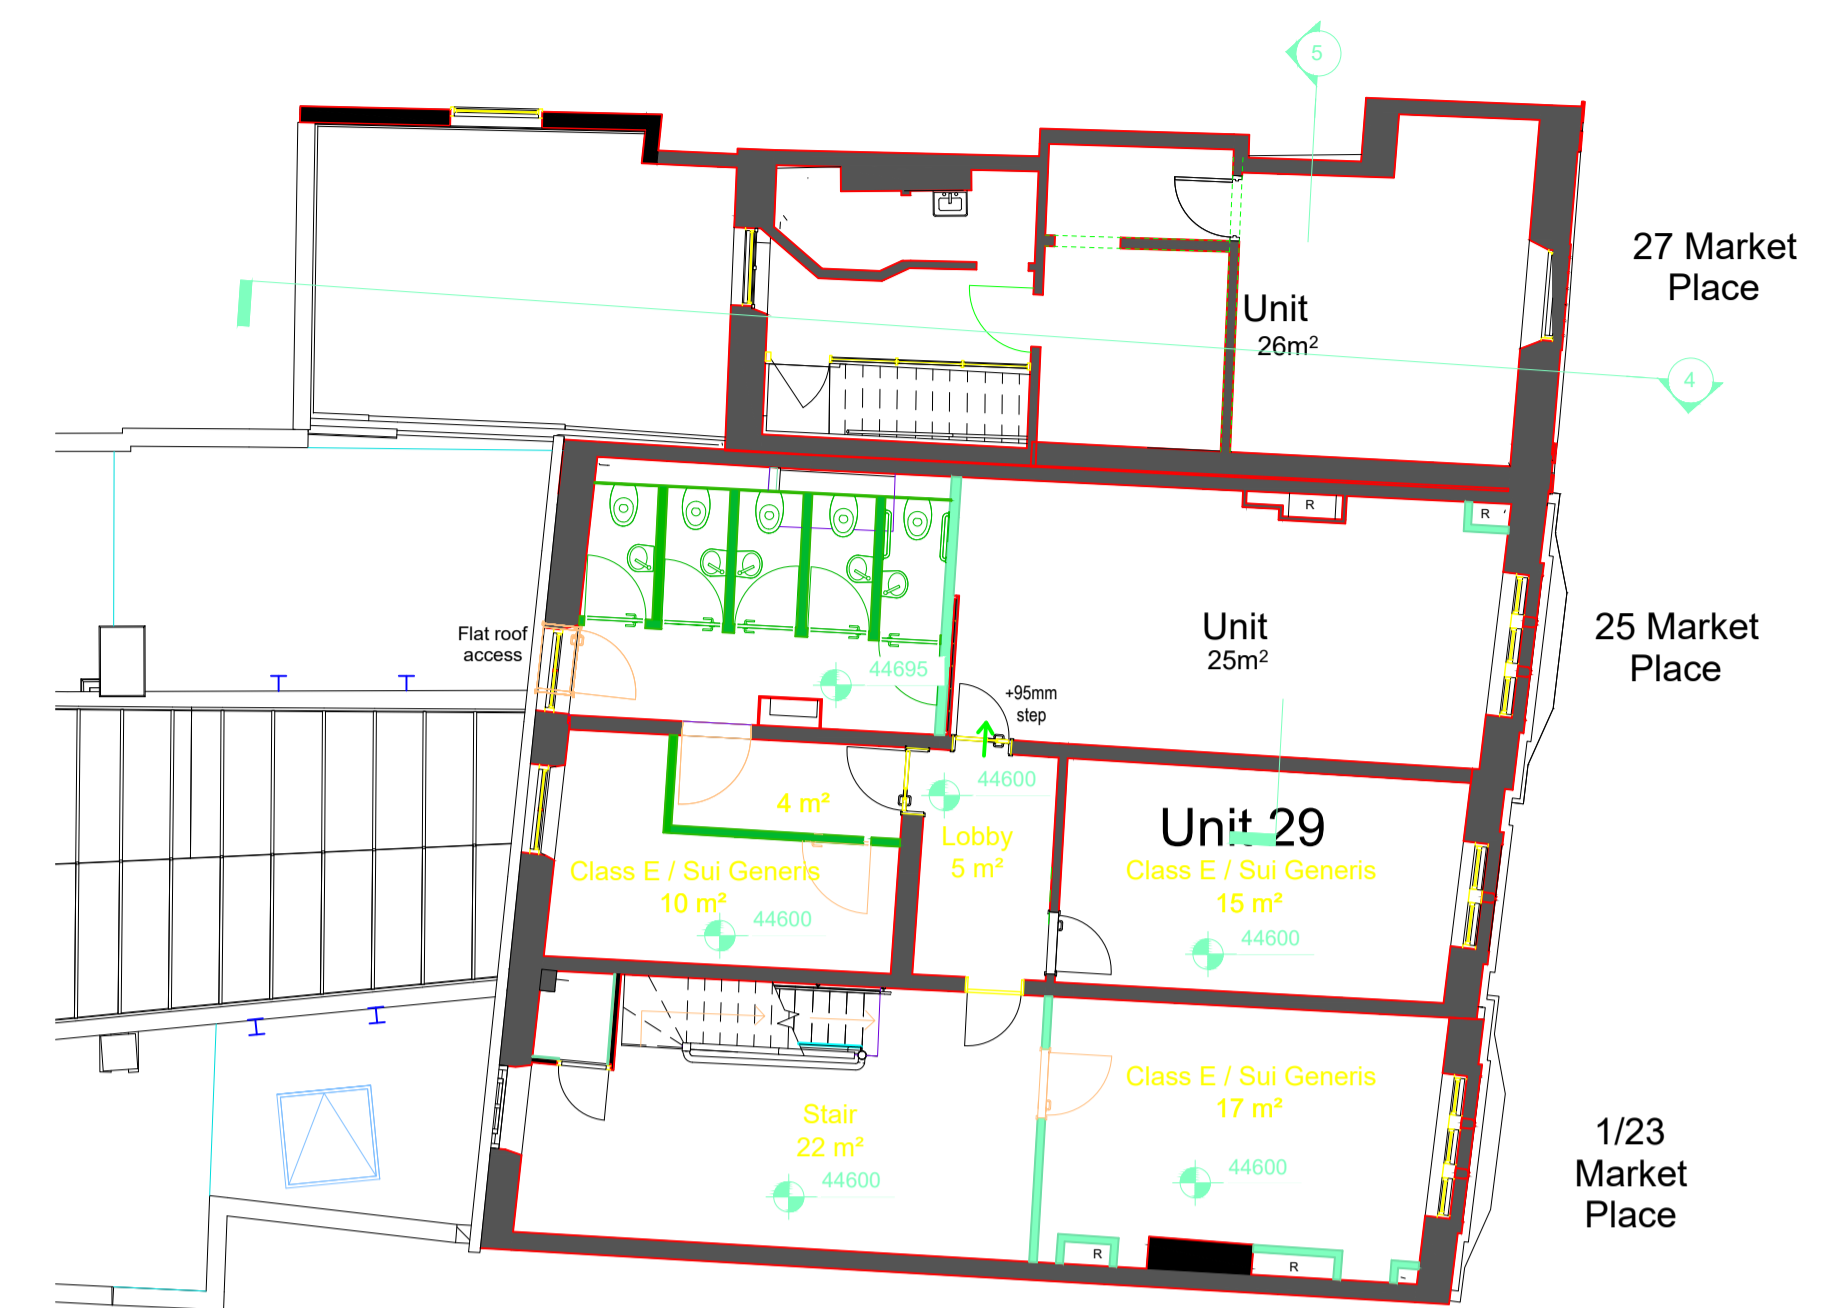 5
27 Market
Place
Unit
26m²
4
R
R
Flat roof
access
44695
Unit
25m²
25 Market
Place
+95mm
step
44600
4 m²
Lobby
5 m²
Unit 29
Class E / Sui Generis
10 m²
44600
Class E / Sui Generis
15 m²
44600
Class E / Sui Generis
17 m²
44600
Stair
22 m²
44600
1/23
Market
Place
R
R